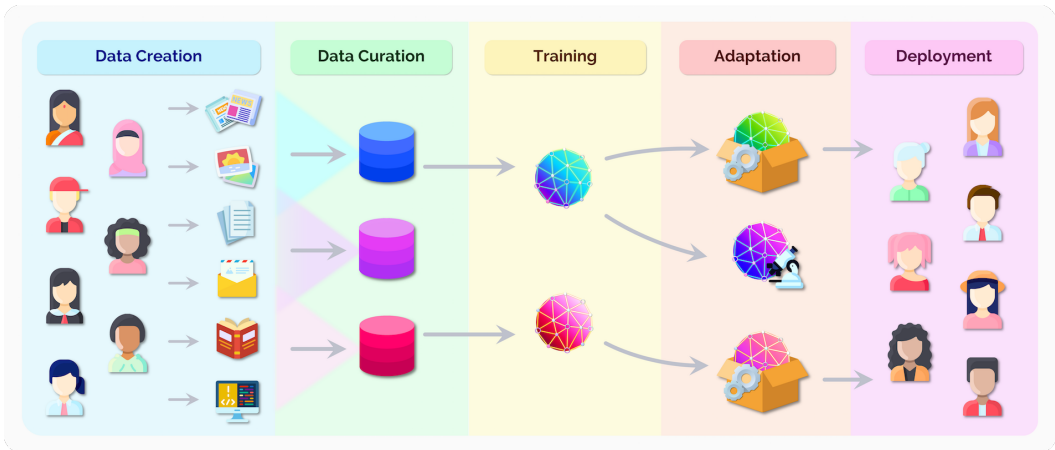 Data Creation
Data Curation
Training
Adaptation
Deployment
NEWS